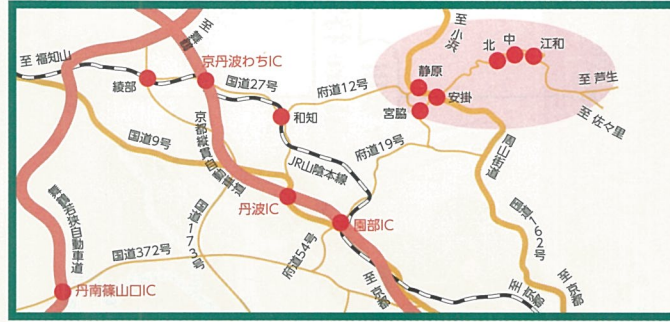 至 敦賀
至 小浜
北
中
江和
至 福知山
京丹波わちIC
綾部
国道27号
府道12号
静原
安掛
宮脇
至 芦生
至 佐々里
和知
国道9号
京都縦貫自動車道
JR山陰本線
府道19号
周山街道
舞鶴若狭自動車道
丹波IC
園部IC
国道173号
国道162号
国道372号
府道54号
丹南篠山口IC
至 京都
至 京都
至 京都